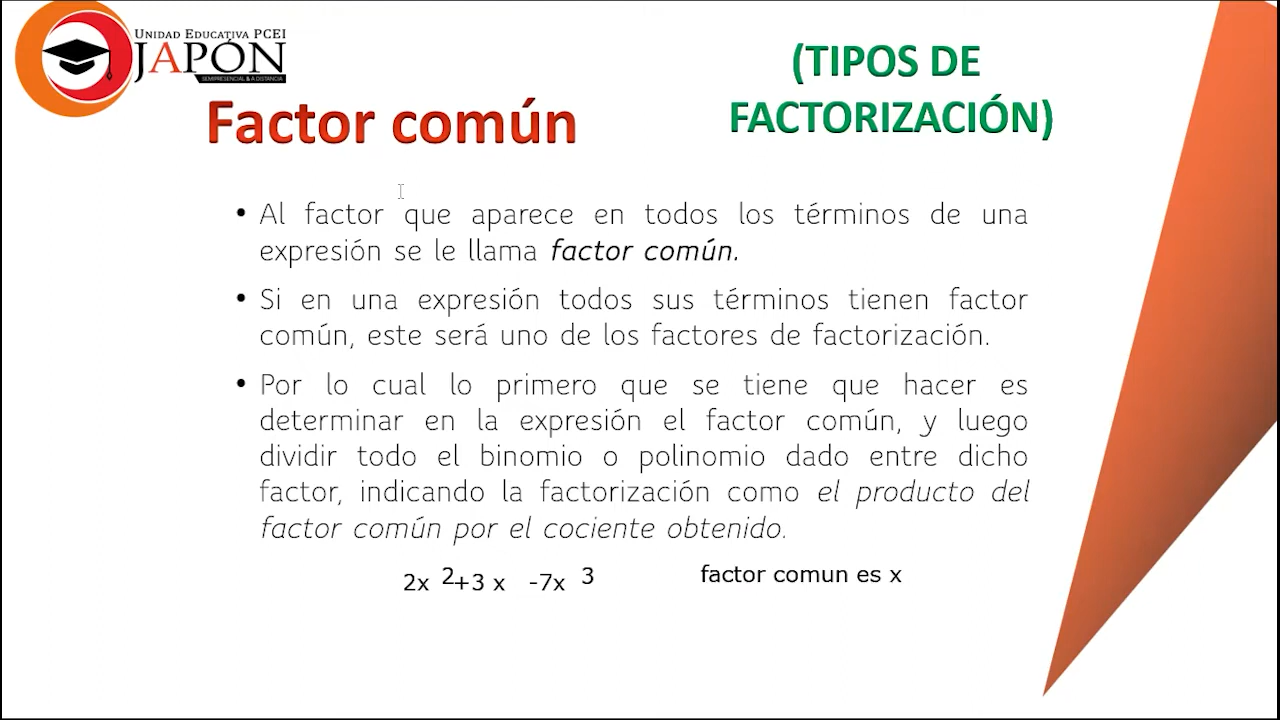 UNIDAD EDUCATIVA PCEI
JAPÓN
SEMIPRESENCIAL & A DISTANCIA
Factor común
(TIPOS DE
FACTORIZACIÓN)
• Al factor que aparece en todos los términos de una
expresión se le llama factor común.
• Si en una expresión todos sus términos tienen factor
común, este será uno de los factores de factorización.
• Por lo cual lo primero que se tiene que hacer es
determinar en la expresión el factor común, y luego
dividir todo el binomio o polinomio dado entre dicho
factor, indicando la factorización como el producto del
factor común por el cociente obtenido.
2x 2+3 x -7x 3
factor comun es x